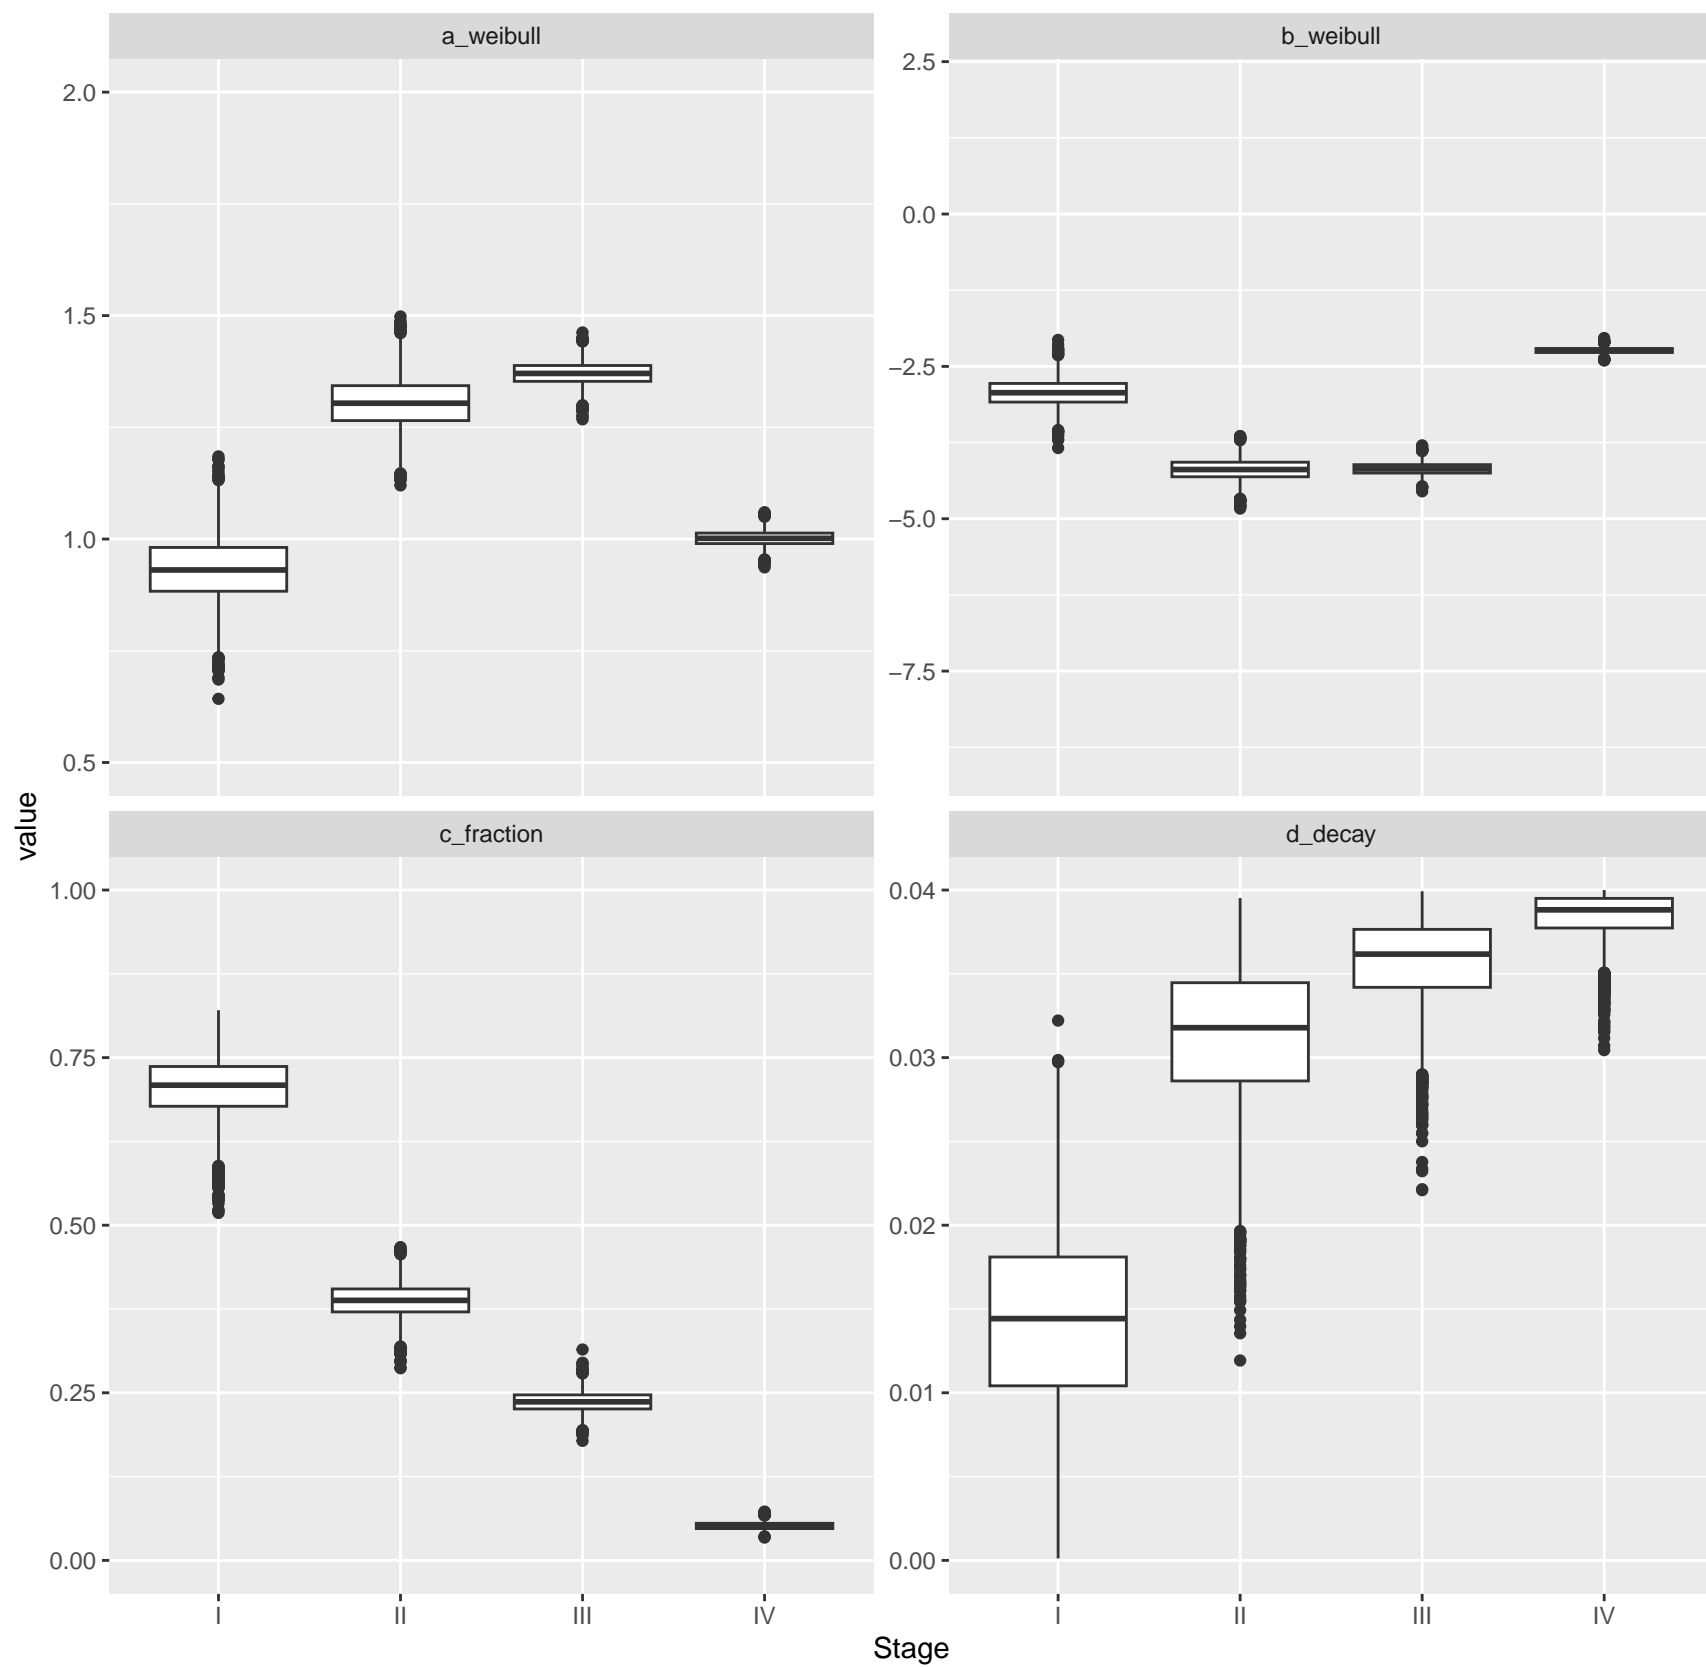 a_weibull
b_weibull
2.0
1.5
1.0
0.5
2.5
0.0
−2.5
−5.0
−7.5
value
c_fraction
d_decay
1.00
0.75
0.50
0.25
0.00
0.04
0.03
0.02
0.01
0.00
I II III IV
I II III IV
Stage